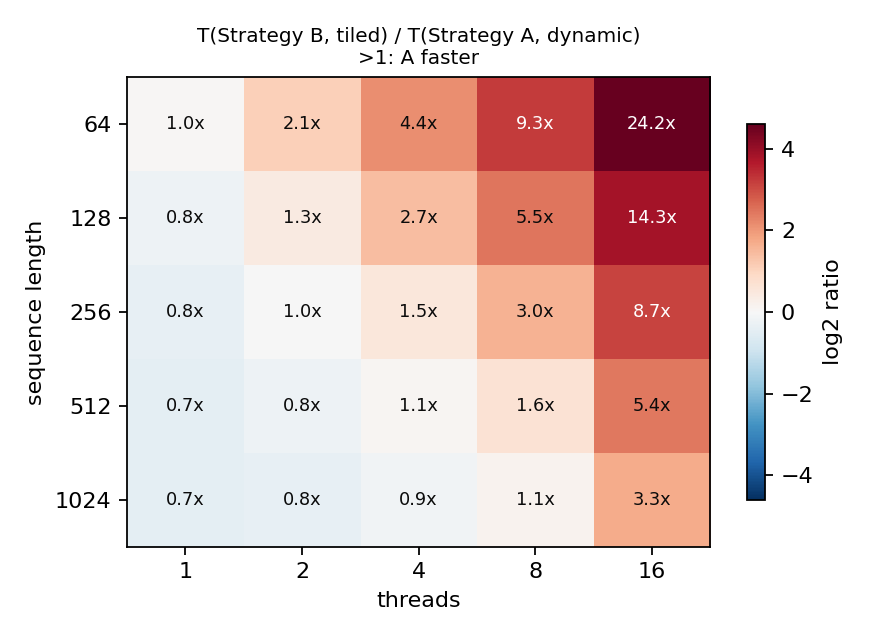 T(Strategy B, tiled) / T(Strategy A, dynamic)
>1: A faster
sequence length
64 1.0x 2.1x 4.4x 9.3x 24.2x
128 0.8x 1.3x 2.7x 5.5x 14.3x
256 0.8x 1.0x 1.5x 3.0x 8.7x
512 0.7x 0.8x 1.1x 1.6x 5.4x
1024 0.7x 0.8x 0.9x 1.1x 3.3x
1 2 4 8 16
threads
4
2
0
−2
−4
log2 ratio